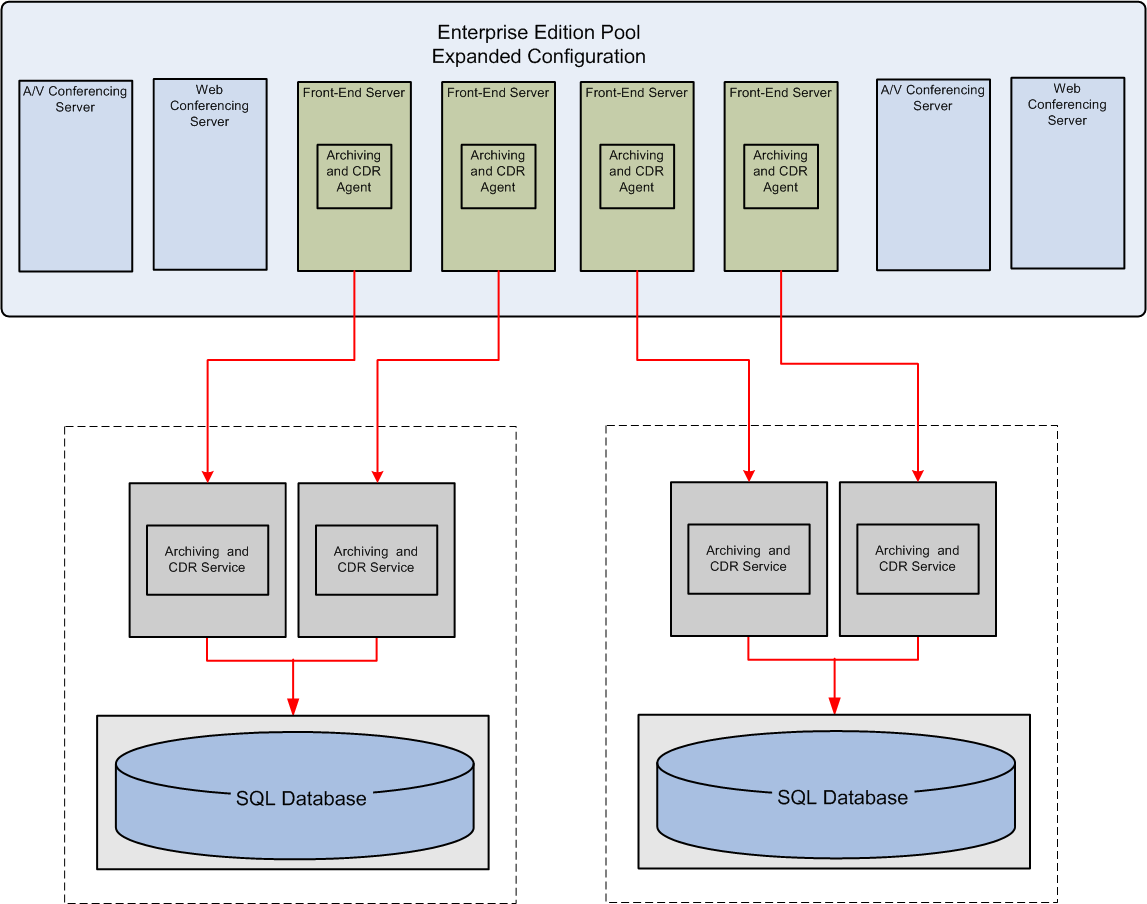 Enterprise Edition Pool
Expanded Configuration
A/V Conferencing
Server
Web
Conferencing
Server
Front-End Server
Archiving
and CDR
Agent
Front-End Server
Archiving
and CDR
Agent
Front-End Server
Archiving
and CDR
Agent
Front-End Server
Archiving
and CDR
Agent
A/V Conferencing
Server
Web
Conferencing
Server
Archiving and
CDR Service
Archiving and
CDR Service
Archiving and
CDR Service
Archiving and
CDR Service
SQL Database
SQL Database